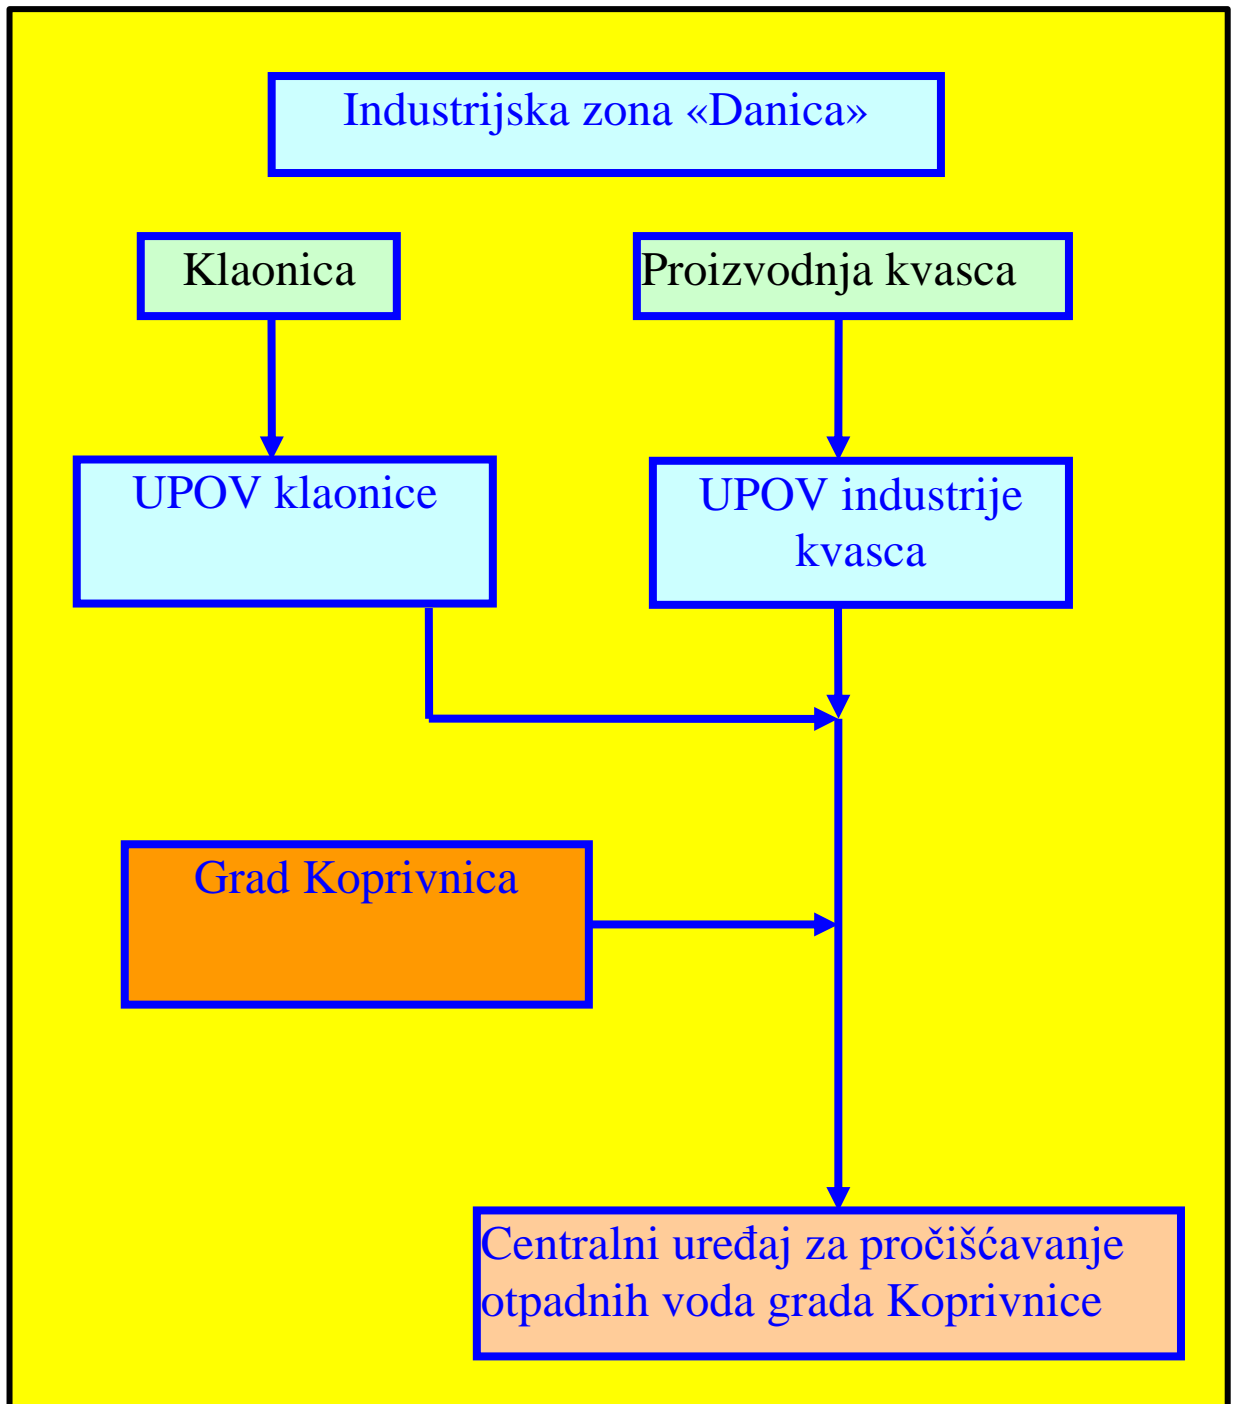 Industrijska zona «Danica»
Klaonica
Proizvodnja kvasca
UPOV klaonice
UPOV industrije
kvasca
Grad Koprivnica
Centralni uređaj za pročišćavanje
otpadnih voda grada Koprivnice